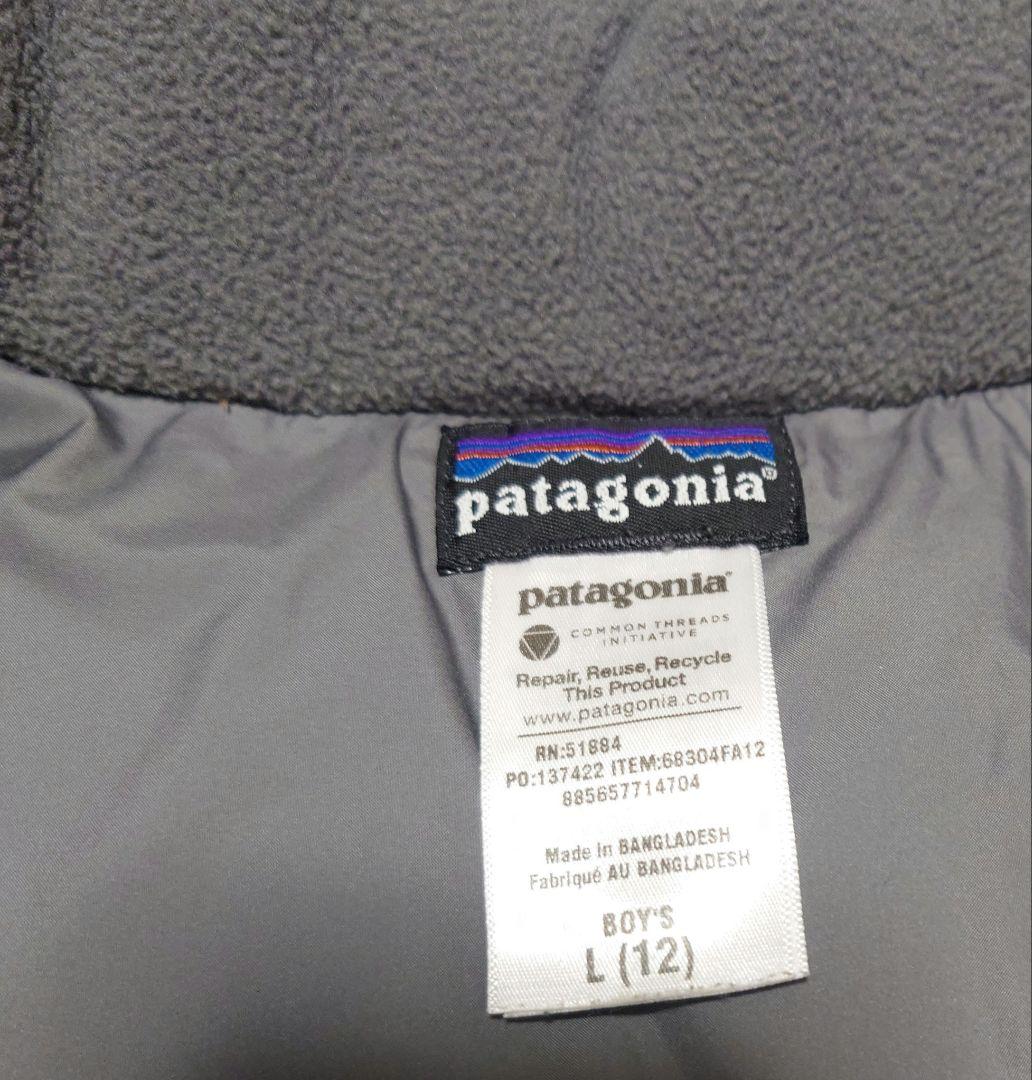 patagonia®
patagonia™
COMMON THREADS
INITIATIVE
Repair, Reuse, Recycle
This Product
www.patagonia.com
RN:51884
PO:137422 ITEM:68304FA12
885657714704
Made in BANGLADESH
Fabriqué AU BANGLADESH
BOY'S
L (12)